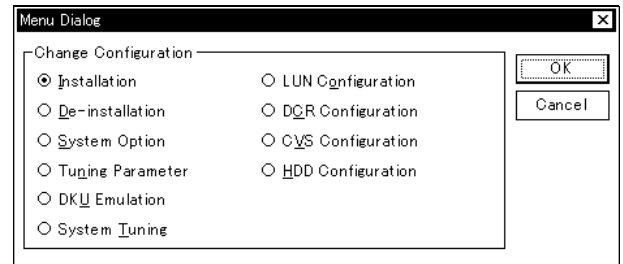 Menu Dialog
Change Configuration
Installation
De-installation
System Option
Tuning Parameter
DKU Emulation
System Tuning
LUN Configuration
DCR Configuration
CVS Configuration
HDD Configuration
OK
Cancel